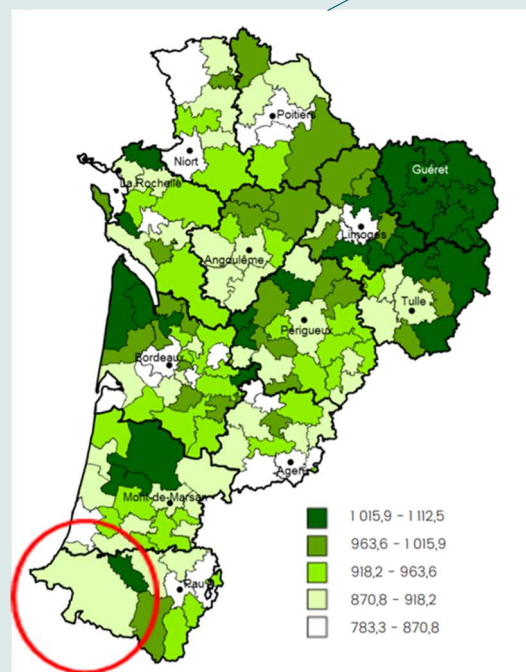 Poitiers
Niort
Guéret
La Rochelle
Limoges
Angoulême
Tulle
Périgueux
Bordeaux
Agen
Mont-de-Marsan
Pau
1 015,9 – 1 112,5
963,6 – 1 015,9
918,2 – 963,6
870,8 – 918,2
783,3 – 870,8